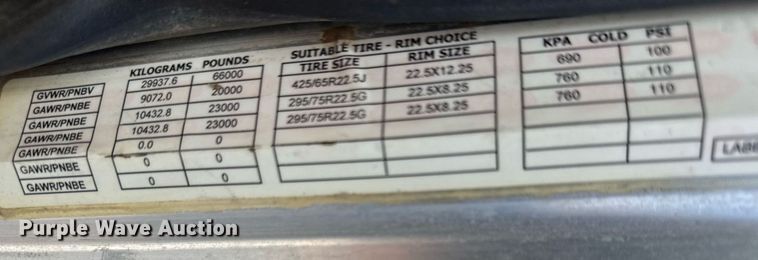 KILOGRAMS POUNDS SUITABLE TIRE - RIM CHOICE KPA COLD PSI
TIRE SIZE RIM SIZE
GVWR/PNBV 29937.6 66000
GAWR/PNBE 9072.0 20000 425/65R22.5J 22.5X12.25 690 100
GAWR/PNBE 10432.8 23000 295/75R22.5G 22.5X8.25 760 110
GAWR/PNBE 10432.8 23000 295/75R22.5G 22.5X8.25 760 110
GAWR/PNBE 0.0 0
GAWR/PNBE 0 0
GAWR/PNBE 0 0
LABE
Purple Wave Auction